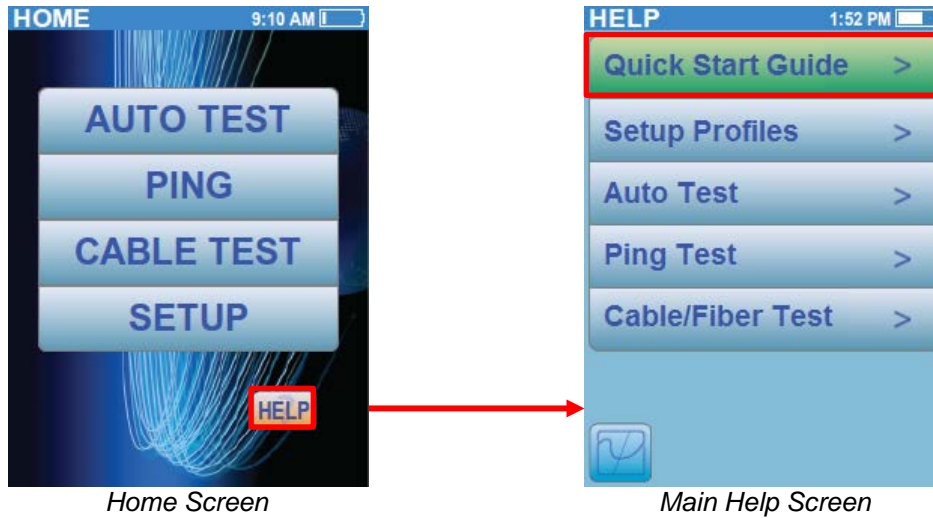 HOME 9:10 AM
AUTO TEST
PING
CABLE TEST
SETUP
HELP
Home Screen
HELP 1:52 PM
Quick Start Guide >
Setup Profiles >
Auto Test >
Ping Test >
Cable/Fiber Test >
Main Help Screen